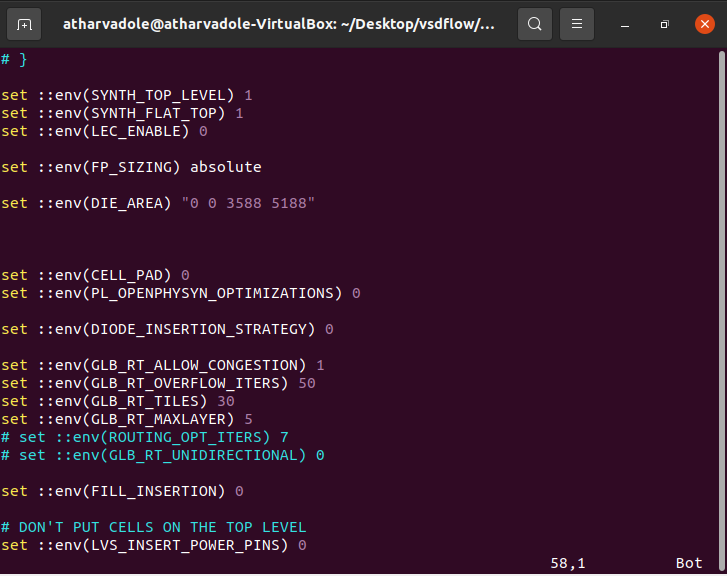 atharvadole@atharvadole-VirtualBox: ~/Desktop/vsdflow/...
# }
set ::env(SYNTH_TOP_LEVEL) 1
set ::env(SYNTH_FLAT_TOP) 1
set ::env(LEC_ENABLE) 0
set ::env(FP_SIZING) absolute
set ::env(DIE_AREA) "0 0 3588 5188"
set ::env(CELL_PAD) 0
set ::env(PL_OPENPHYSYN_OPTIMIZATIONS) 0
set ::env(DIODE_INSERTION_STRATEGY) 0
set ::env(GLB_RT_ALLOW_CONGESTION) 1
set ::env(GLB_RT_OVERFLOW_ITERS) 50
set ::env(GLB_RT_TILES) 30
set ::env(GLB_RT_MAXLAYER) 5
# set ::env(ROUTING_OPT_ITERS) 7
# set ::env(GLB_RT_UNIDIRECTIONAL) 0
set ::env(FILL_INSERTION) 0
# DON'T PUT CELLS ON THE TOP LEVEL
set ::env(LVS_INSERT_POWER_PINS) 0
58,1 Bot